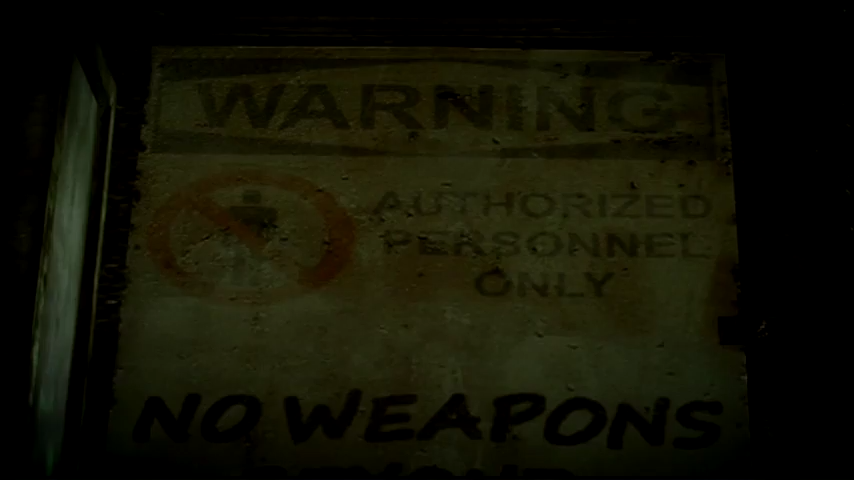 WARNING
AUTHORIZED
PERSONNEL
ONLY
NO WEAPONS